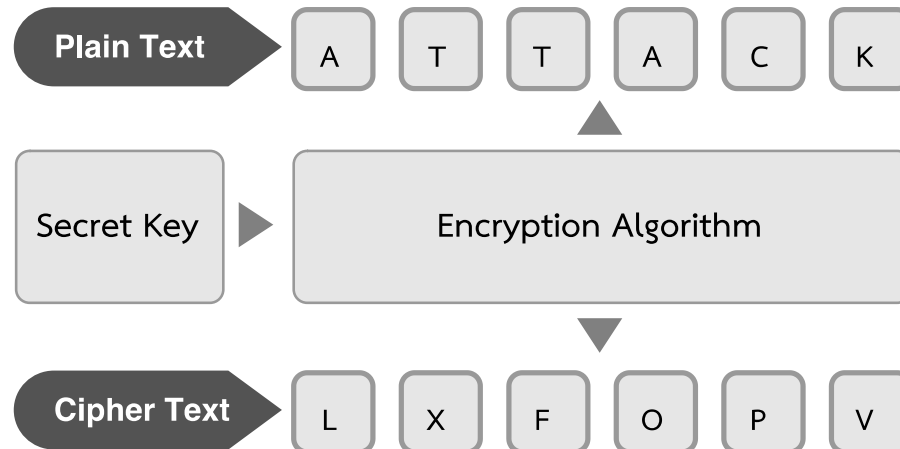 Plain Text A T T A C K
Secret Key Encryption Algorithm
Cipher Text L X F O P V